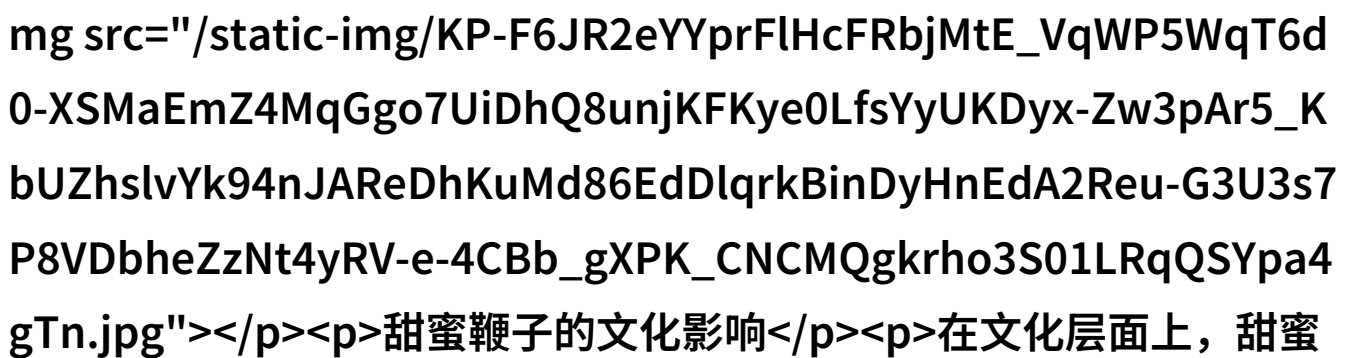 mg src="/static-img/KP-F6JR2eYYprFlHcFRbjMtE_VqWP5WqT6d
0-XSMaEmZ4MqGgo7UiDhQ8unjKFKye0LfsYyUKDyx-Zw3pAr5_K
bUZhslvYk94nJAReDhKuMd86EdDlqrkBinDyHnEdA2Reu-G3U3s7
P8VDbheZzNt4yRV-e-4CBb_gXPK_CNCMQgkrho3S01LRqQSYpa4
gTn.jpg"></p><p>甜蜜鞭子的文化影响</p><p>在文化层面上，甜蜜